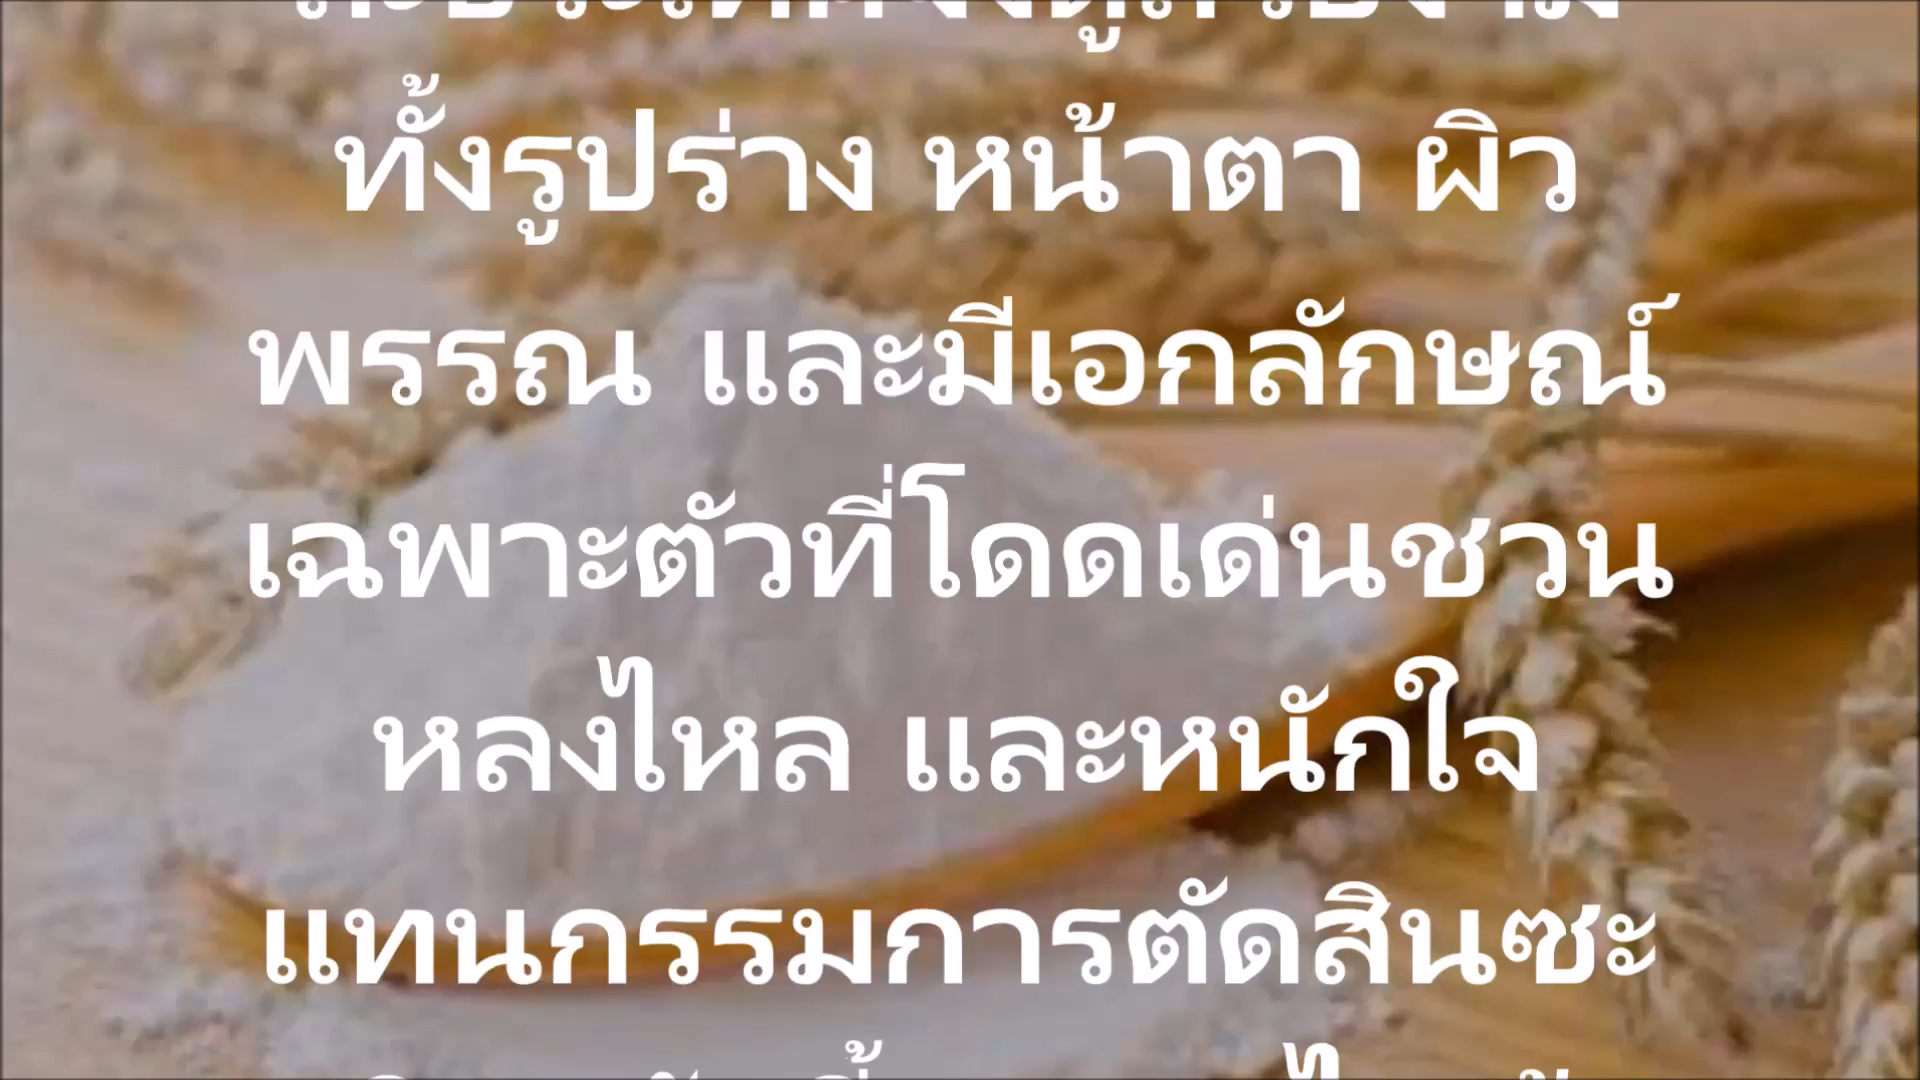 ทั้งรูปร่าง หน้าตา ผิว
พรรณ และมีเอกลักษณ์
เฉพาะตัวที่โดดเด่นชวน
หลงไหล และหนักใจ
แทนกรรมการตัดสินซะ